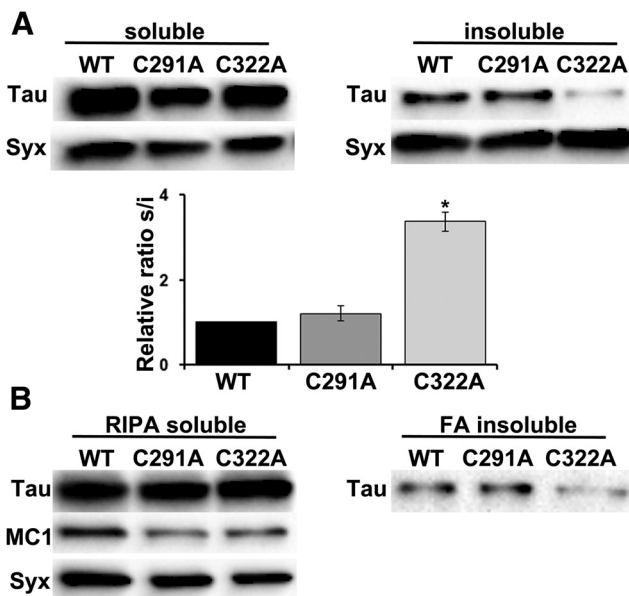 A
soluble
insoluble
WT C291A C322A
WT C291A C322A
Tau
Tau
Syx
Syx
Relative ratio s/i
4
*
2
0
WT
C291A
C322A
B
RIPA soluble
FA insoluble
WT C291A C322A
WT C291A C322A
Tau
Tau
MC1
Syx